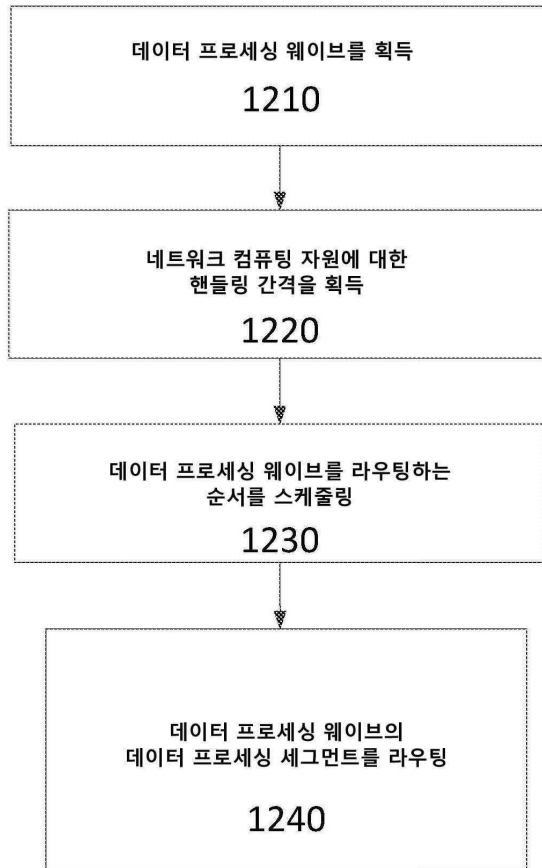 데이터 프로세싱 웨이브를 획득
1210
네트워크 컴퓨팅 자원에 대한
핸들링 간격을 획득
1220
데이터 프로세싱 웨이브를 라우팅하는
순서를 스케줄링
1230
데이터 프로세싱 웨이브의
데이터 프로세싱 세그먼트를 라우팅
1240